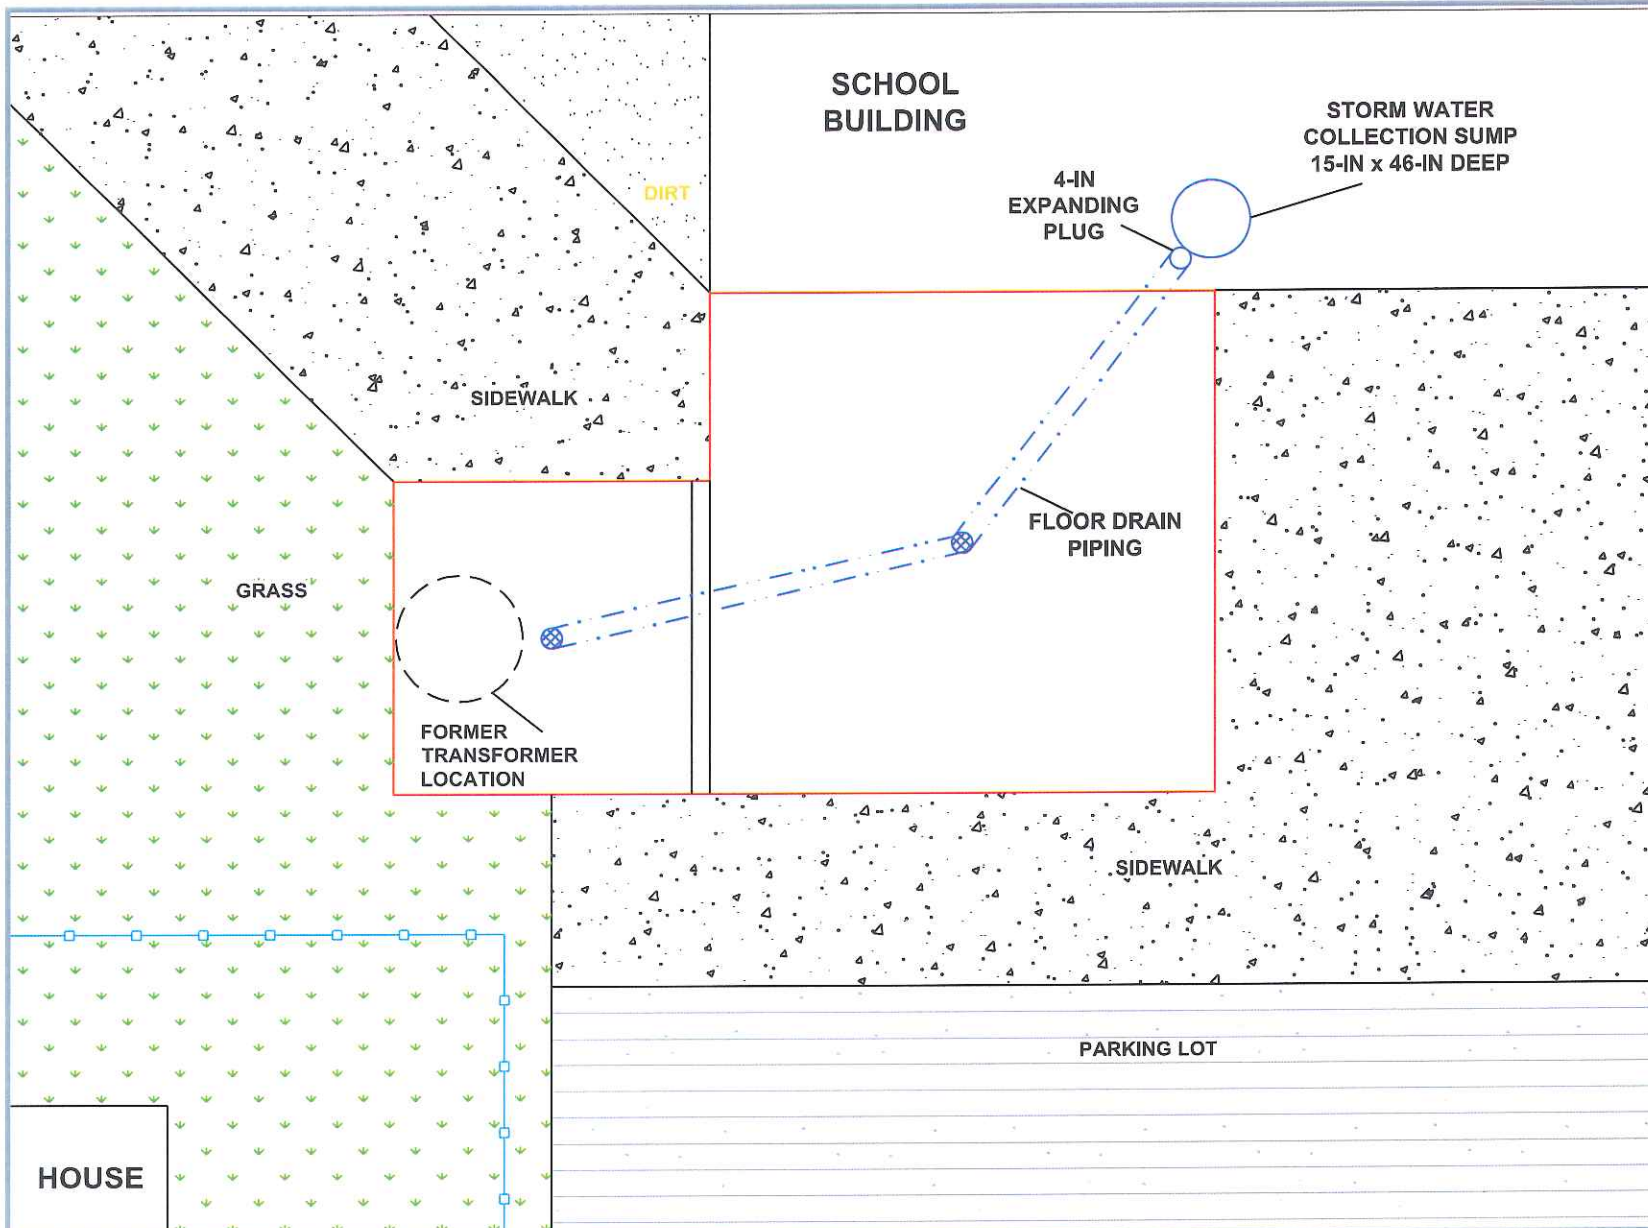 SCHOOL
BUILDING
STORM WATER
COLLECTION SUMP
15-IN x 46-IN DEEP
4-IN
EXPANDING
PLUG
DIRT
SIDEWALK
FLOOR DRAIN
PIPING
GRASS
FORMER
TRANSFORMER
LOCATION
SIDEWALK
PARKING LOT
HOUSE